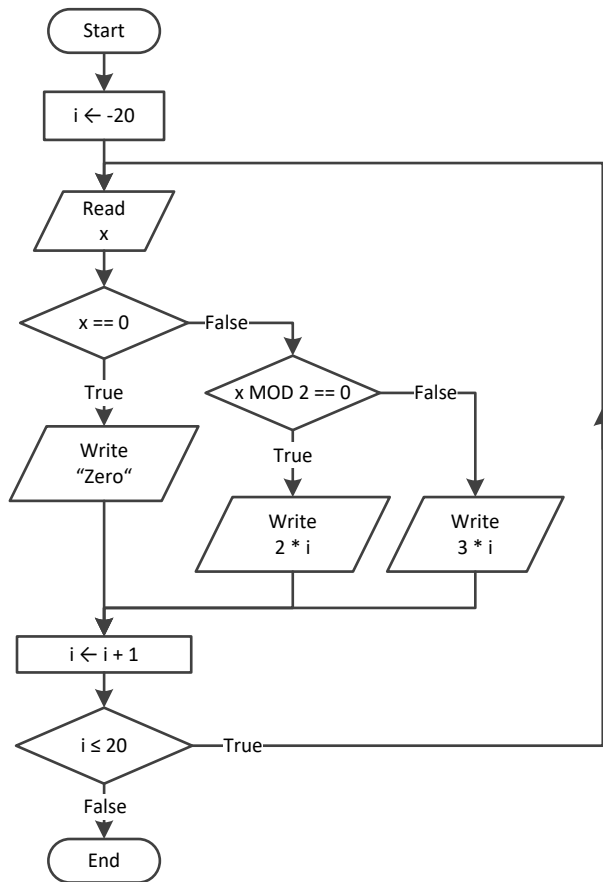 Start
i ← -20
Read
x
x == 0
False
True
x MOD 2 == 0
False
True
Write
“Zero“
Write
2 * i
Write
3 * i
i ← i + 1
i ≤ 20
True
False
End